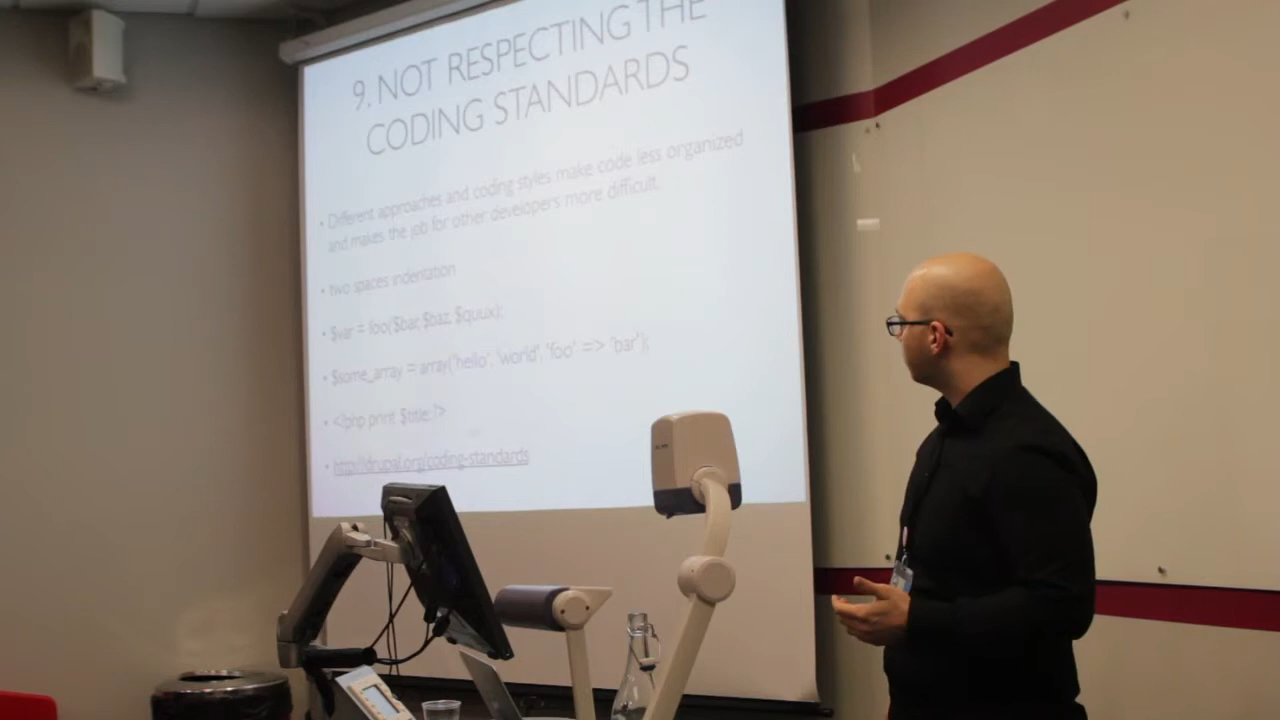 9. NOT RESPECTING THE
CODING STANDARDS
• Different approaches and coding styles make code less organized
and makes the job for other developers more difficult.
• two spaces indentation
• $var = foo($bar, $baz, $quux);
• $some_array = array('hello', 'world', 'foo' => 'bar');
• <?php print $title; ?>
• http://drupal.org/coding-standards